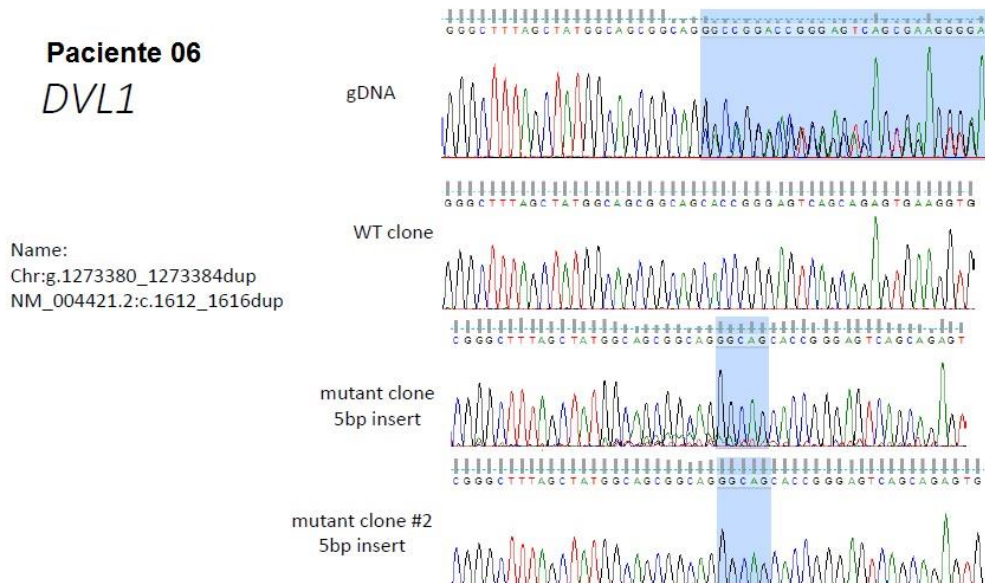 Paciente 06
DVL1
gDNA
GGGCTTTAGCTATGGCAGCGGCAGGGCCGGACCGGGAGTCAGCGAAGGGGA
WT clone
GGGCTTTAGCTATGGCAGCGGCAGCACCGGGAGTCAGCAGAGTGAAGGTG
Name:
Chr:g.1273380_1273384dup
NM_004421.2:c.1612_1616dup
mutant clone
5bp insert
CGGGCTTTAGCTATGGCAGCGGCAGGGCAGCACCGGGAGTCAGCAGAGT
mutant clone #2
5bp insert
CGGGCTTTAGCTATGGCAGCGGCAGGGCAGCACCGGGAGTCAGCAGAGTG